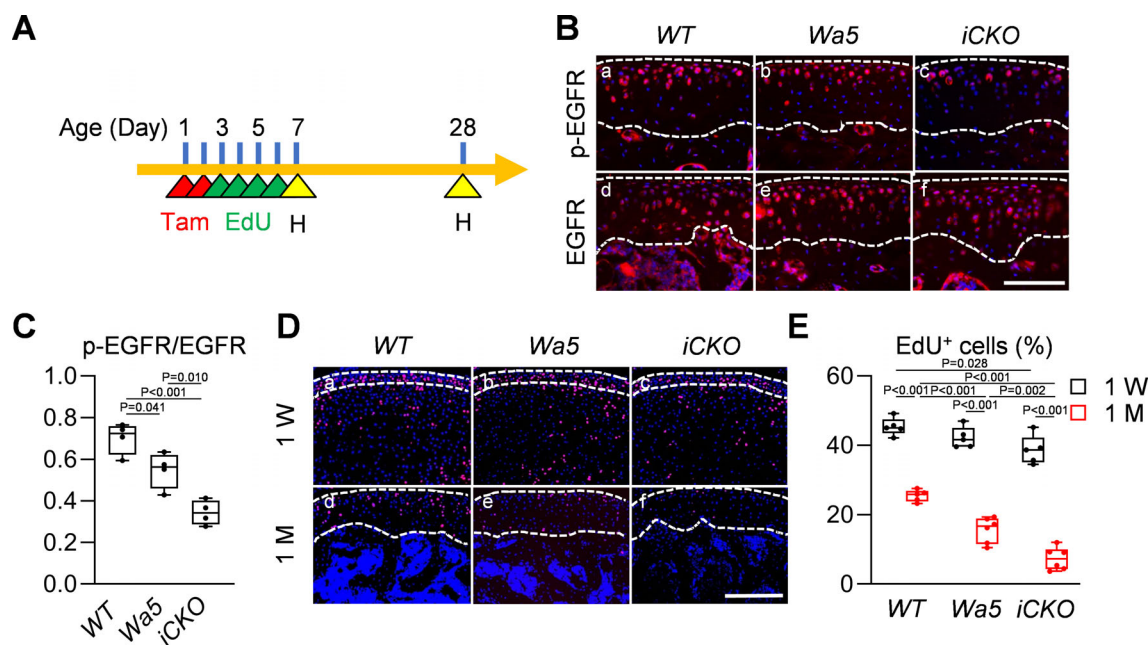 A
Age (Day) 1 3 5 7 28
Tam EdU H H
B
WT Wa5 iCKO
p-EGFR
a b c
EGFR
d e f
C
p-EGFR/EGFR
P=0.010
P<0.001
P=0.041
1.0
0.8
0.6
0.4
0.2
0.0
WT Wa5 iCKO
D
WT Wa5 iCKO
1 W
a b c
1 M
d e f
E
EdU⁺ cells (%)
P=0.028
P<0.001
P<0.001 P<0.001 P=0.002
P<0.001 P<0.001
60
40
20
0
WT Wa5 iCKO
1 W
1 M